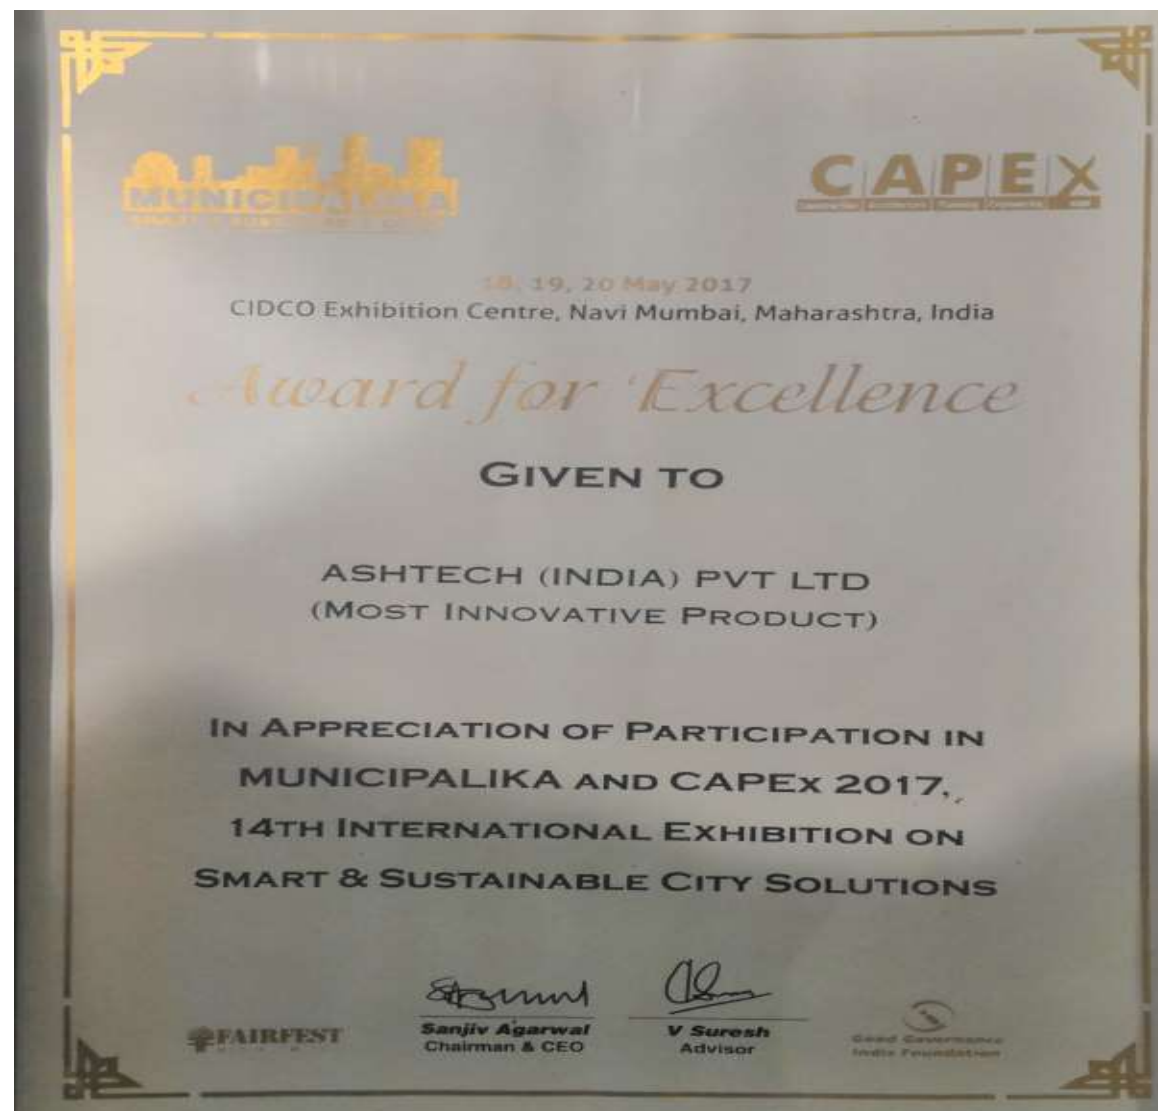 MUNICIPALIKA
CAPEX
18, 19, 20 May 2017
CIDCO Exhibition Centre, Navi Mumbai, Maharashtra, India
Award for Excellence
GIVEN TO
ASHTECH (INDIA) PVT LTD
(MOST INNOVATIVE PRODUCT)
IN APPRECIATION OF PARTICIPATION IN
MUNICIPALIKA AND CAPEX 2017,
14TH INTERNATIONAL EXHIBITION ON
SMART & SUSTAINABLE CITY SOLUTIONS
FAIRFEST
Sanjiv Agarwal
Chairman & CEO
V Suresh
Advisor
Good Governance
India Foundation